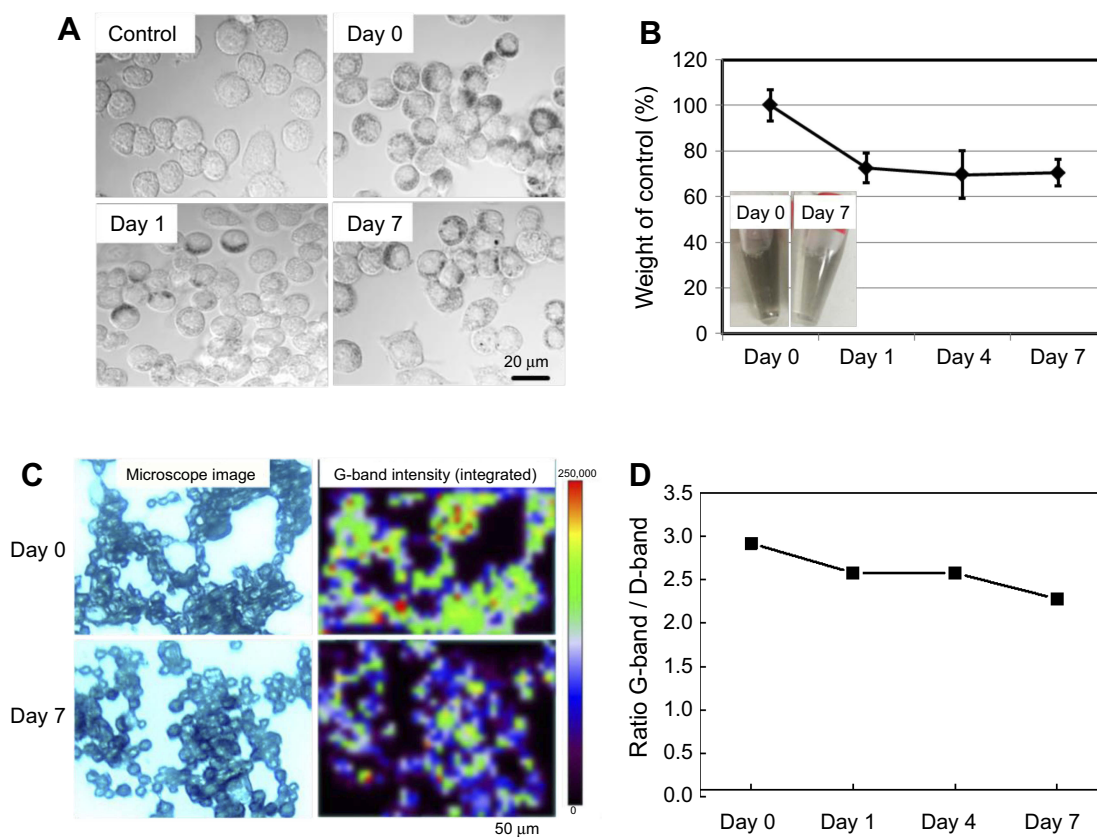 A
Control
Day 0
Day 1
Day 7
20 μm
B
Weight of control (%)
120
100
80
60
40
20
0
Day 0
Day 7
Day 0
Day 1
Day 4
Day 7
C
Microscope image
G-band intensity (integrated)
250,000
Day 0
Day 7
0
50 μm
D
Ratio G-band / D-band
3.5
3.0
2.5
2.0
1.5
1.0
0.5
0.0
Day 0
Day 1
Day 4
Day 7